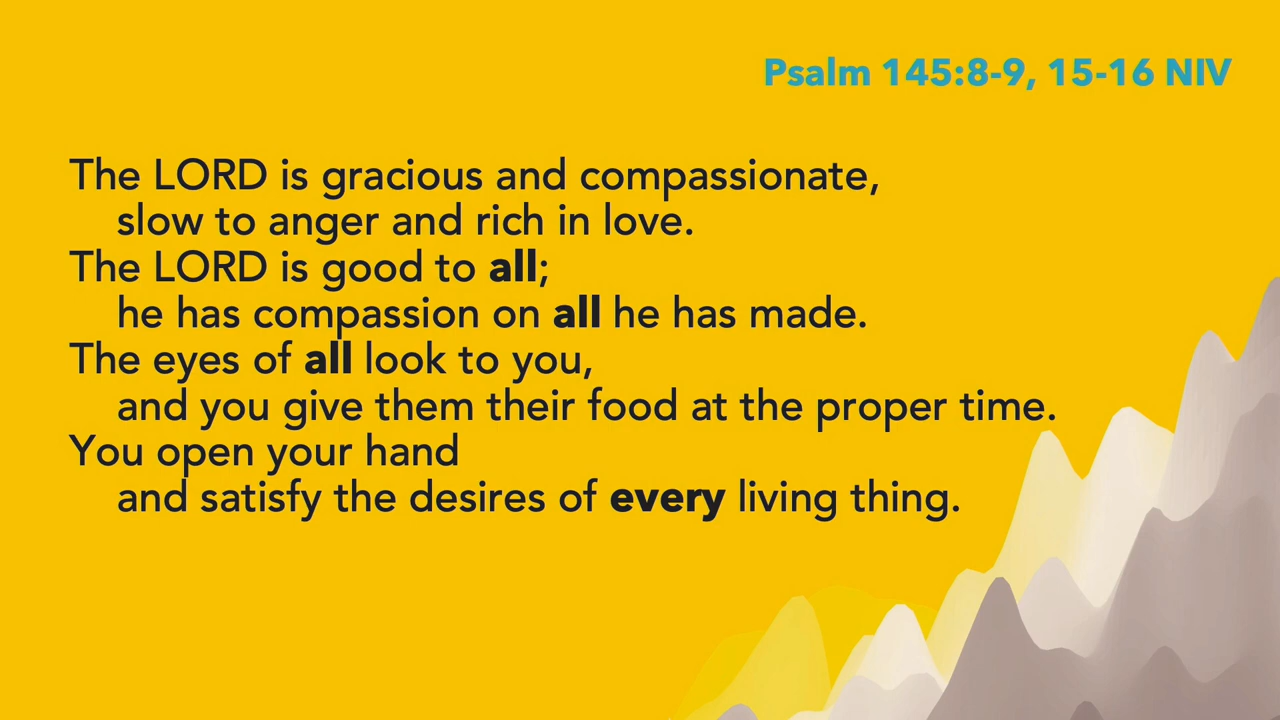 Psalm 145:8-9, 15-16 NIV
The LORD is gracious and compassionate,
slow to anger and rich in love.
The LORD is good to all;
he has compassion on all he has made.
The eyes of all look to you,
and you give them their food at the proper time.
You open your hand
and satisfy the desires of every living thing.